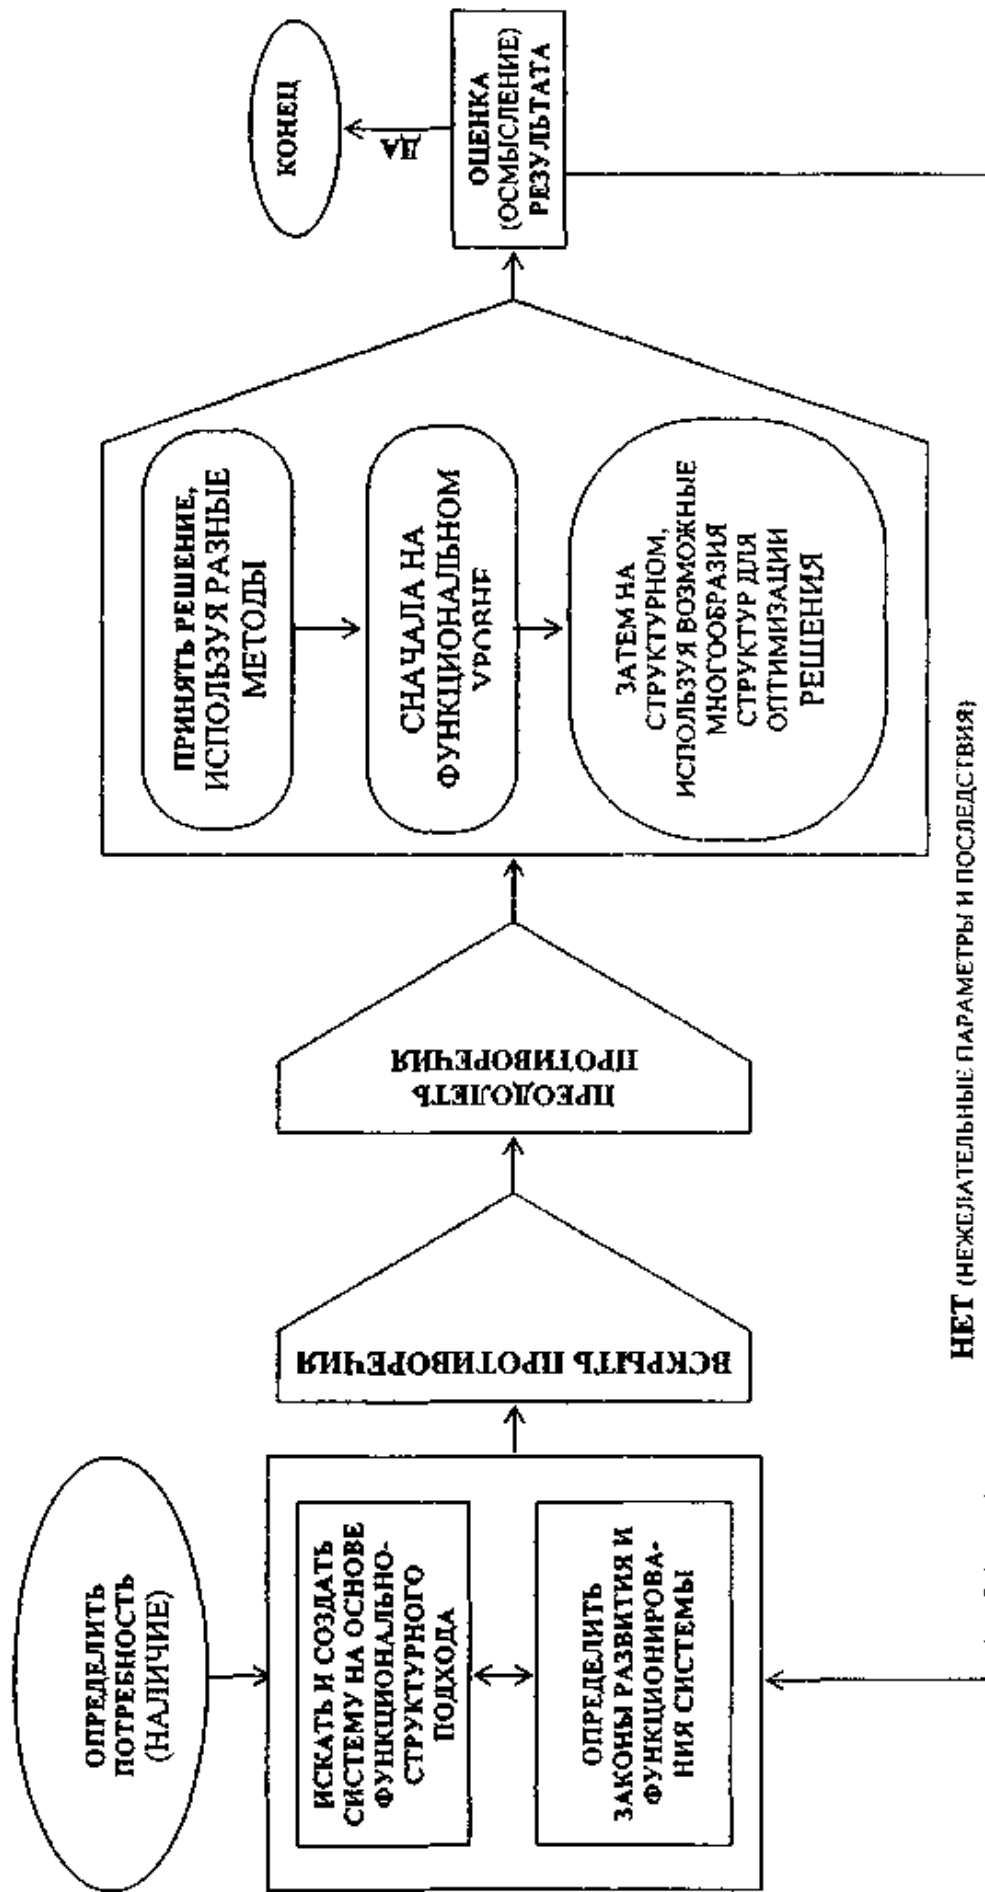 ОПРЕДЕЛИТЬ
ПОТРЕБНОСТЬ
(НАЛИЧИЕ)
ИСКАТЬ И СОЗДАТЬ
СИСТЕМУ НА ОСНОВЕ
ФУНКЦИОНАЛЬНО-
СТРУКТУРНОГО
ПОДХОДА
ОПРЕДЕЛИТЬ
ЗАКОНЫ РАЗВИТИЯ И
ФУНКЦИОНИРОВА-
НИЯ СИСТЕМЫ
ВСКРЫТЬ ПРОТИВОРЕЧИЯ
ПРЕОДОЛЕТЬ
ПРОТИВОРЕЧИЯ
ПРИНЯТЬ РЕШЕНИЕ,
ИСПОЛЬЗУЯ РАЗНЫЕ
МЕТОДЫ
СНАЧАЛА НА
ФУНКЦИОНАЛЬНОМ
УРОВНЕ
ЗАТЕМ НА
СТРУКТУРНОМ,
ИСПОЛЬЗУЯ ВОЗМОЖНЫЕ
МНОГООБРАЗИЯ
СТРУКТУР ДЛЯ
ОПТИМИЗАЦИИ
РЕШЕНИЯ
ОЦЕНКА
(ОСМЫСЛЕНИЕ)
РЕЗУЛЬТАТА
ДА
КОНЕЦ
НЕТ (НЕЖЕЛАТЕЛЬНЫЕ ПАРАМЕТРЫ И ПОСЛЕДСТВИЯ)